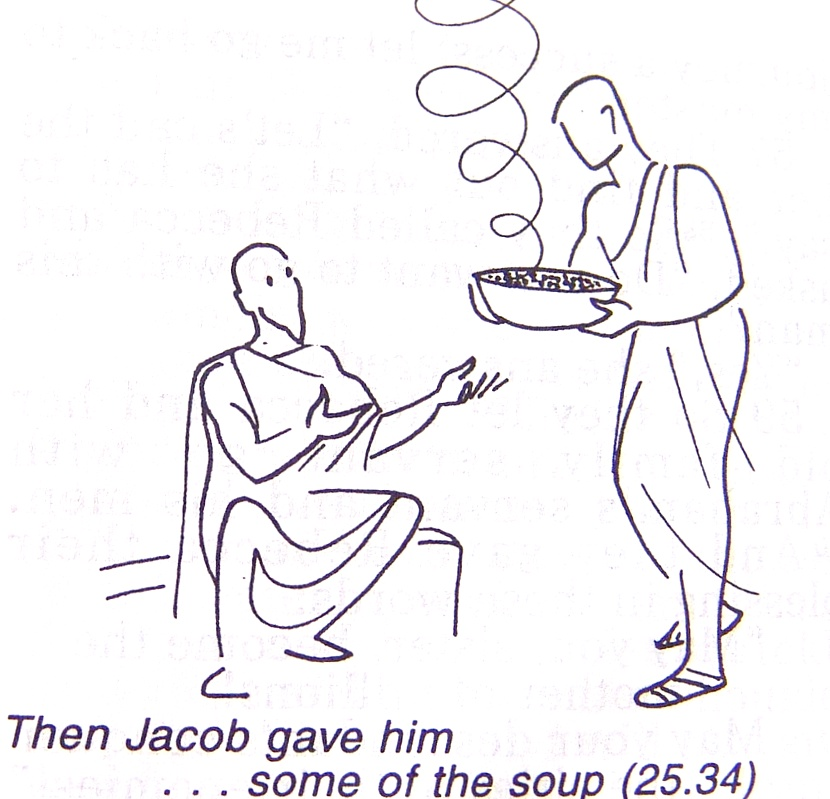 Then Jacob gave him
. . . some of the soup (25.34)